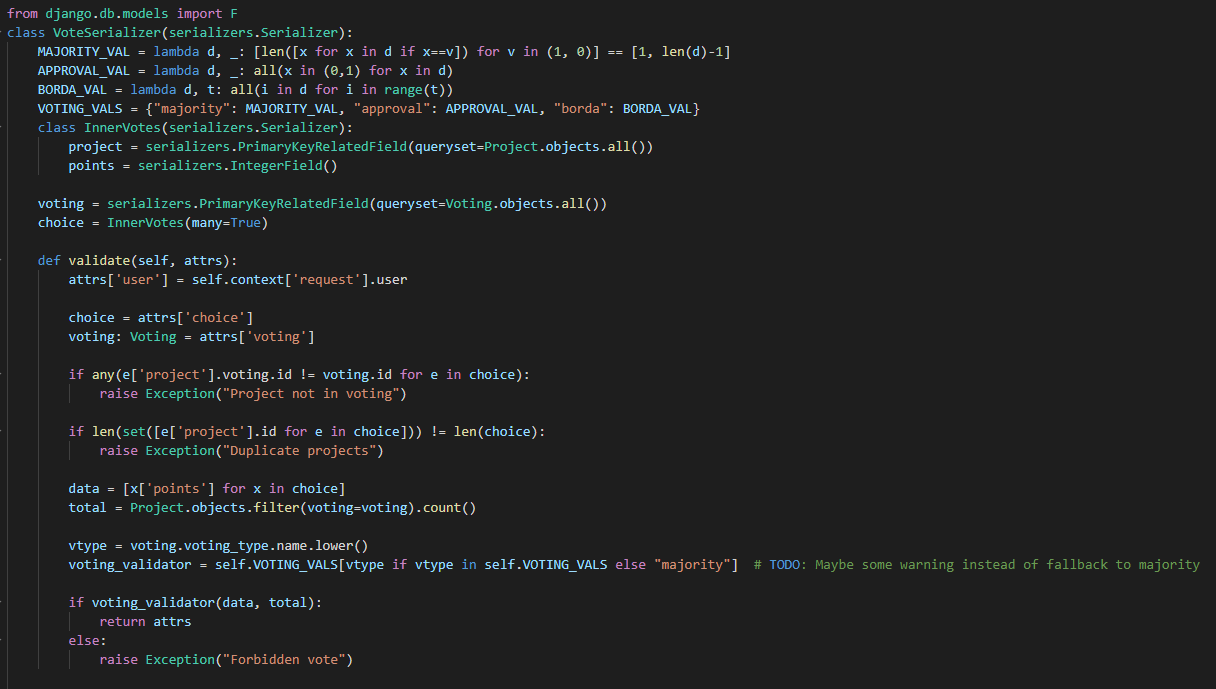 from django.db.models import F
class VoteSerializer(serializers.Serializer):
    MAJORITY_VAL = lambda d, _: [len([x for x in d if x==v]) for v in (1, 0)] == [1, len(d)-1]
    APPROVAL_VAL = lambda d, _: all(x in (0,1) for x in d)
    BORDA_VAL = lambda d, t: all(i in d for i in range(t))
    VOTING_VALS = {"majority": MAJORITY_VAL, "approval": APPROVAL_VAL, "borda": BORDA_VAL}
    class InnerVotes(serializers.Serializer):
        project = serializers.PrimaryKeyRelatedField(queryset=Project.objects.all())
        points = serializers.IntegerField()

    voting = serializers.PrimaryKeyRelatedField(queryset=Voting.objects.all())
    choice = InnerVotes(many=True)

    def validate(self, attrs):
        attrs['user'] = self.context['request'].user

        choice = attrs['choice']
        voting: Voting = attrs['voting']

        if any(e['project'].voting.id != voting.id for e in choice):
            raise Exception("Project not in voting")

        if len(set([e['project'].id for e in choice])) != len(choice):
            raise Exception("Duplicate projects")

        data = [x['points'] for x in choice]
        total = Project.objects.filter(voting=voting).count()

        vtype = voting.voting_type.name.lower()
        voting_validator = self.VOTING_VALS[vtype if vtype in self.VOTING_VALS else "majority"]  # TODO: Maybe some warning instead of fallback to majority

        if voting_validator(data, total):
            return attrs
        else:
            raise Exception("Forbidden vote")